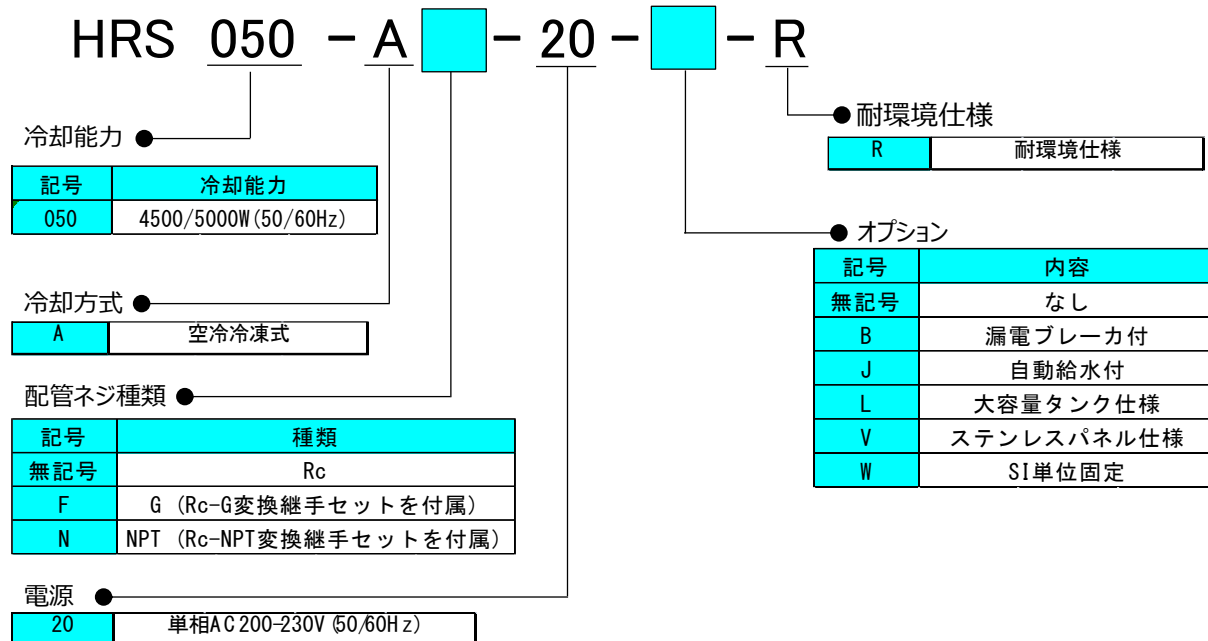 HRS 050 - A - 20 - - R
冷却能力
記号 冷却能力
050 4500/5000W(50/60Hz)
冷却方式
A 空冷冷凍式
配管ネジ種類
記号 種類
無記号 Rc
F G (Rc-G変換継手セットを付属)
N NPT (Rc-NPT変換継手セットを付属)
電源
20 単相AC200-230V(50/60Hz)
耐環境仕様
R 耐環境仕様
オプション
記号 内容
無記号 なし
B 漏電ブレーカ付
J 自動給水付
L 大容量タンク仕様
V ステンレスパネル仕様
W SI単位固定